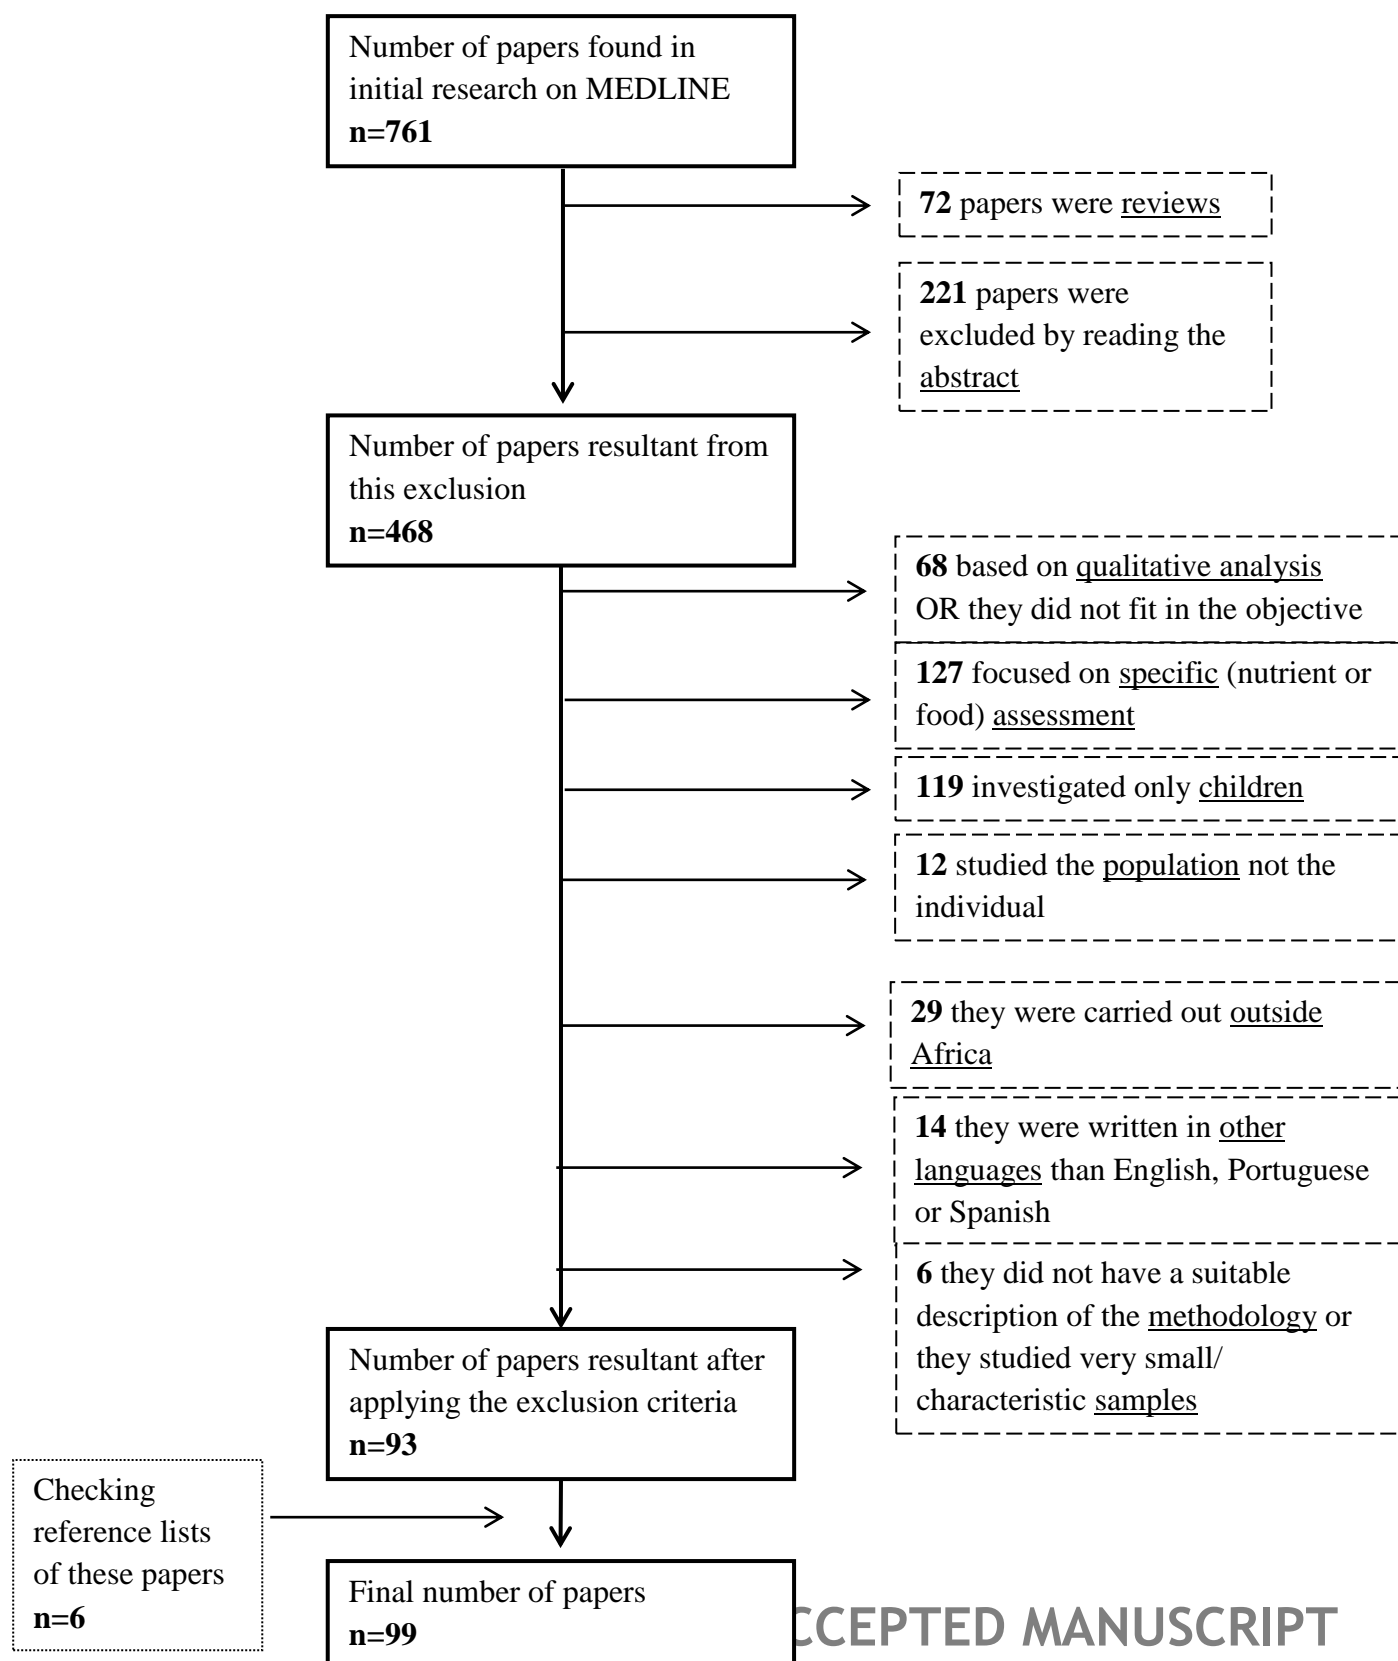 Number of papers found in
initial research on MEDLINE
n=761
72 papers were reviews
221 papers were
excluded by reading the
abstract
Number of papers resultant from
this exclusion
n=468
68 based on qualitative analysis
OR they did not fit in the objective
127 focused on specific (nutrient or
food) assessment
119 investigated only children
12 studied the population not the
individual
29 they were carried out outside
Africa
14 they were written in other
languages than English, Portuguese
or Spanish
6 they did not have a suitable
description of the methodology or
they studied very small/
characteristic samples
Number of papers resultant after
applying the exclusion criteria
n=93
Checking
reference lists
of these papers
n=6
Final number of papers
n=99
CCEPTED MANUSCRIPT